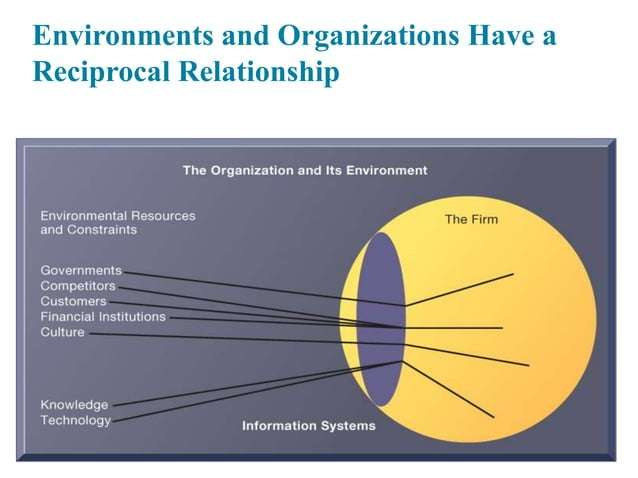 Environments and Organizations Have a
Reciprocal Relationship
The Organization and Its Environment
Environmental Resources
and Constraints
The Firm
Governments
Competitors
Customers
Financial Institutions
Culture
Knowledge
Technology
Information Systems